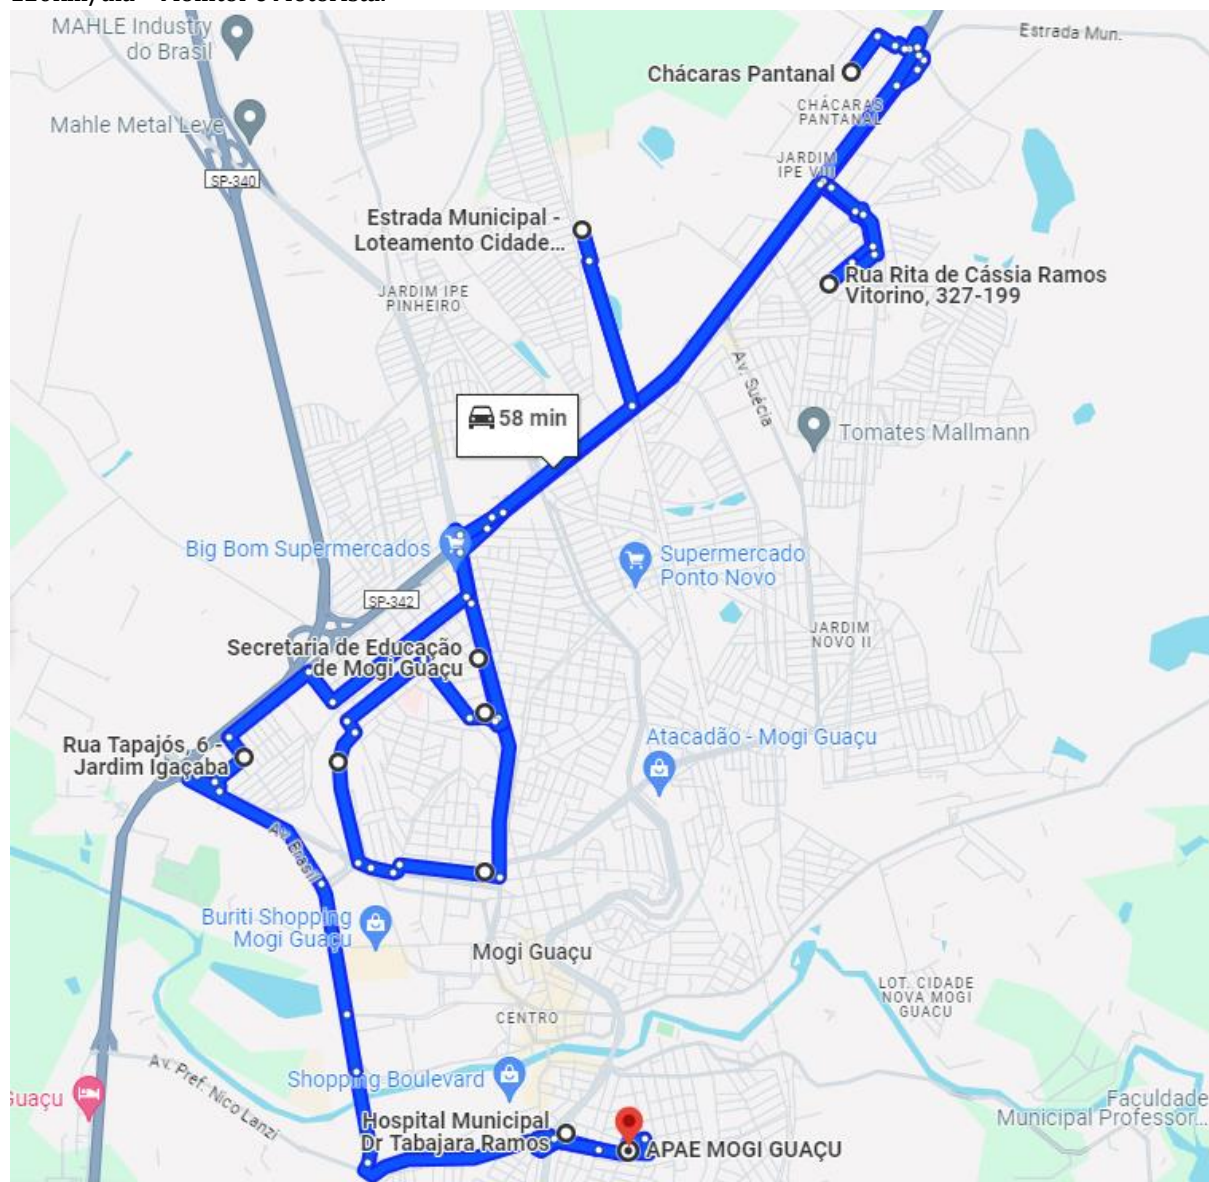 MAHLE Industry
do Brasil
Estrada Mun.
Chácaras Pantanal
CHÁCARAS
PANTANAL
Mahle Metal Leve
JARDIM
IPE VIII
SP-340
Estrada Municipal -
Loteamento Cidade...
Rua Rita de Cássia Ramos
Vitorino, 327-199
JARDIM IPE
PINHEIRO
Av. Suécia
58 min
Tomates Mallmann
Big Bom Supermercados
Supermercado
Ponto Novo
SP-342
JARDIM
NOVO II
Secretaria de Educação
de Mogi Guaçu
Rua Tapajós, 6 -
Jardim Igaçaba
Atacadão - Mogi Guaçu
Av. Brasil
Buriti Shopping
Mogi Guaçu
Mogi Guaçu
LOT. CIDADE
NOVA MOGI
GUACU
CENTRO
Av. Pref. Nico Lanzi
Shopping Boulevard
Guaçu
Faculdade
Municipal Professor...
Hospital Municipal
Dr Tabajara Ramos
APAE MOGI GUAÇU